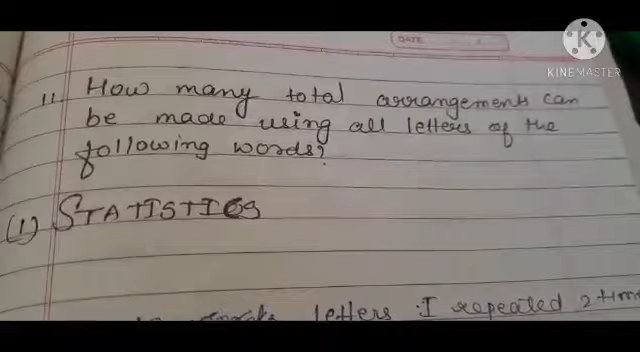 DATE
KINEMASTER
11 How many total arrangements can
be made using all letters of the
following words?
(1) STATISTICS
letters I repeated 2 time